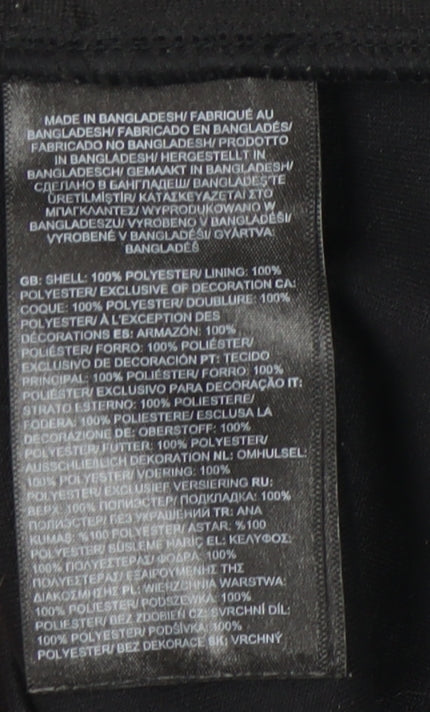 MADE IN BANGLADESH/ FABRIQUÉ AU
BANGLADESH/ FABRICADO EN BANGLADÉS/
FABRICADO NO BANGLADESH/ PRODOTTO
IN BANGLADESH/ HERGESTELLT IN
BANGLADESCH/ GEMAAKT IN BANGLADESH/
СДЕЛАНО В БАНГЛАДЕШ/ BANGLADEŞ'TE
ÜRETİLMİŞTİR/ ΚΑΤΑΣΚΕΥΑΖΕΤΑΙ ΣΤΟ
ΜΠΑΓΚΛΑΝΤΕΣ/ WYPRODUKOWANO W
BANGLADESZU/ VYROBENO V BANGLADÉŠI/
VYROBENÉ V BANGLADÉŠI/ GYÁRTVA:
BANGLADÉS
GB: SHELL: 100% POLYESTER/ LINING: 100%
POLYESTER/ EXCLUSIVE OF DECORATION CA:
COQUE: 100% POLYESTER/ DOUBLURE: 100%
POLYESTER/ À L'EXCEPTION DES
DÉCORATIONS ES: ARMAZÓN: 100%
POLIÉSTER/ FORRO: 100% POLIÉSTER/
EXCLUSIVO DE DECORACIÓN PT: TECIDO
PRINCIPAL: 100% POLIÉSTER/ FORRO: 100%
POLIÉSTER/ EXCLUSIVO PARA DECORAÇÃO IT:
STRATO ESTERNO: 100% POLIESTERE/
FODERA: 100% POLIESTERE/ ESCLUSA LA
DECORAZIONE DE: OBERSTOFF: 100%
POLYESTER/ FUTTER: 100% POLYESTER/
AUSSCHLIEßLICH DEKORATION NL: OMHULSEL:
100% POLYESTER/ VOERING: 100%
POLYESTER/ EXCLUSIEF VERSIERING RU:
ВЕРХ: 100% ПОЛИЭСТЕР/ ПОДКЛАДКА: 100%
ПОЛИЭСТЕР/ БЕЗ УКРАШЕНИЙ TR: ANA
KUMAŞ: %100 POLYESTER/ ASTAR: %100
POLYESTER/ SÜSLEME HARİÇ EL: ΚΕΛΥΦΟΣ:
100% ΠΟΛΥΕΣΤΕΡΑΣ/ ΦΟΔΡΑ: 100%
ΠΟΛΥΕΣΤΕΡΑΣ/ ΕΞΑΙΡΟΥΜΕΝΗΣ ΤΗΣ
ΔΙΑΚΟΣΜΗΣΗΣ PL: WIERZCHNIA WARSTWA:
100% POLIESTER/ PODSZEWKA: 100%
POLIESTER/ BEZ ZDOBIEŃ CZ: SVRCHNÍ DÍL:
100% POLYESTER/ PODŠÍVKA: 100%
POLYESTER/ BEZ DEKORACE SK: VRCHNÝ